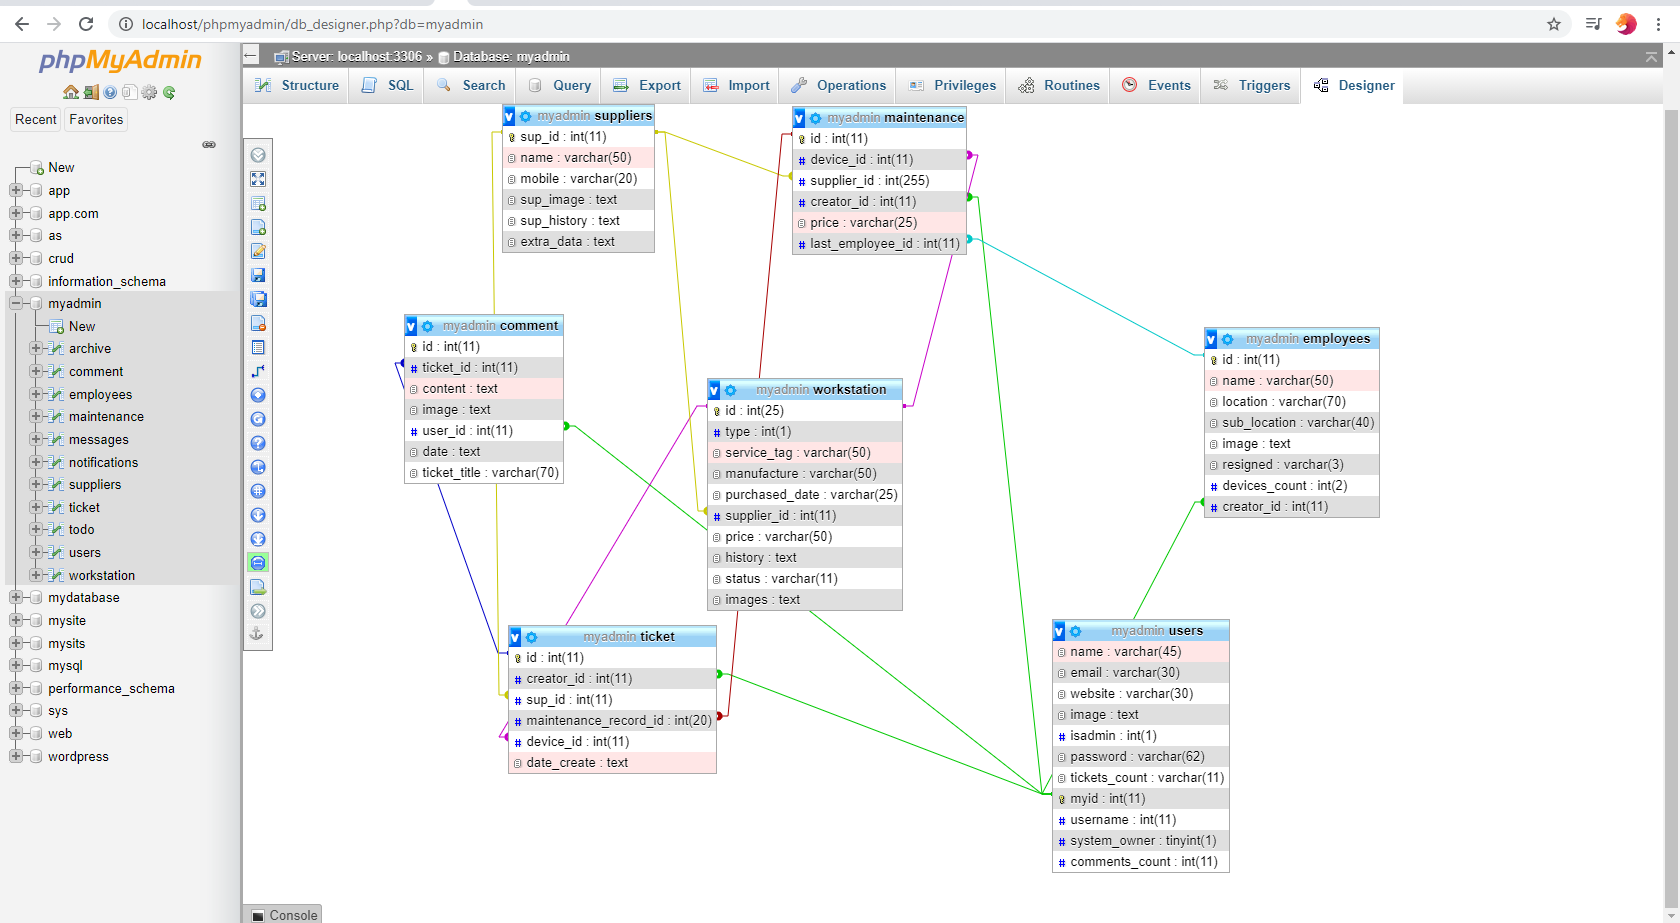 localhost/phpmyadmin/db_designer.php?db=myadmin
phpMyAdmin
Recent Favorites
New
app
app.com
as
crud
information_schema
myadmin
New
archive
comment
employees
maintenance
messages
notifications
suppliers
ticket
todo
users
workstation
mydatabase
mysite
mysits
mysql
performance_schema
sys
web
wordpress
Server: localhost:3306 » Database: myadmin
Structure SQL Search Query Export Import Operations Privileges Routines Events Triggers Designer
myadmin suppliers
sup_id : int(11)
name : varchar(50)
mobile : varchar(20)
sup_image : text
sup_history : text
extra_data : text
myadmin maintenance
id : int(11)
device_id : int(11)
supplier_id : int(255)
creator_id : int(11)
price : varchar(25)
last_employee_id : int(11)
myadmin comment
id : int(11)
ticket_id : int(11)
content : text
image : text
user_id : int(11)
date : text
ticket_title : varchar(70)
myadmin workstation
id : int(25)
type : int(1)
service_tag : varchar(50)
manufacture : varchar(50)
purchased_date : varchar(25)
supplier_id : int(11)
price : varchar(50)
history : text
status : varchar(11)
images : text
myadmin employees
id : int(11)
name : varchar(50)
location : varchar(70)
sub_location : varchar(40)
image : text
resigned : varchar(3)
devices_count : int(2)
creator_id : int(11)
myadmin ticket
id : int(11)
creator_id : int(11)
sup_id : int(11)
maintenance_record_id : int(20)
device_id : int(11)
date_create : text
myadmin users
name : varchar(45)
email : varchar(30)
website : varchar(30)
image : text
isadmin : int(1)
password : varchar(62)
tickets_count : varchar(11)
myid : int(11)
username : int(11)
system_owner : tinyint(1)
comments_count : int(11)
Console